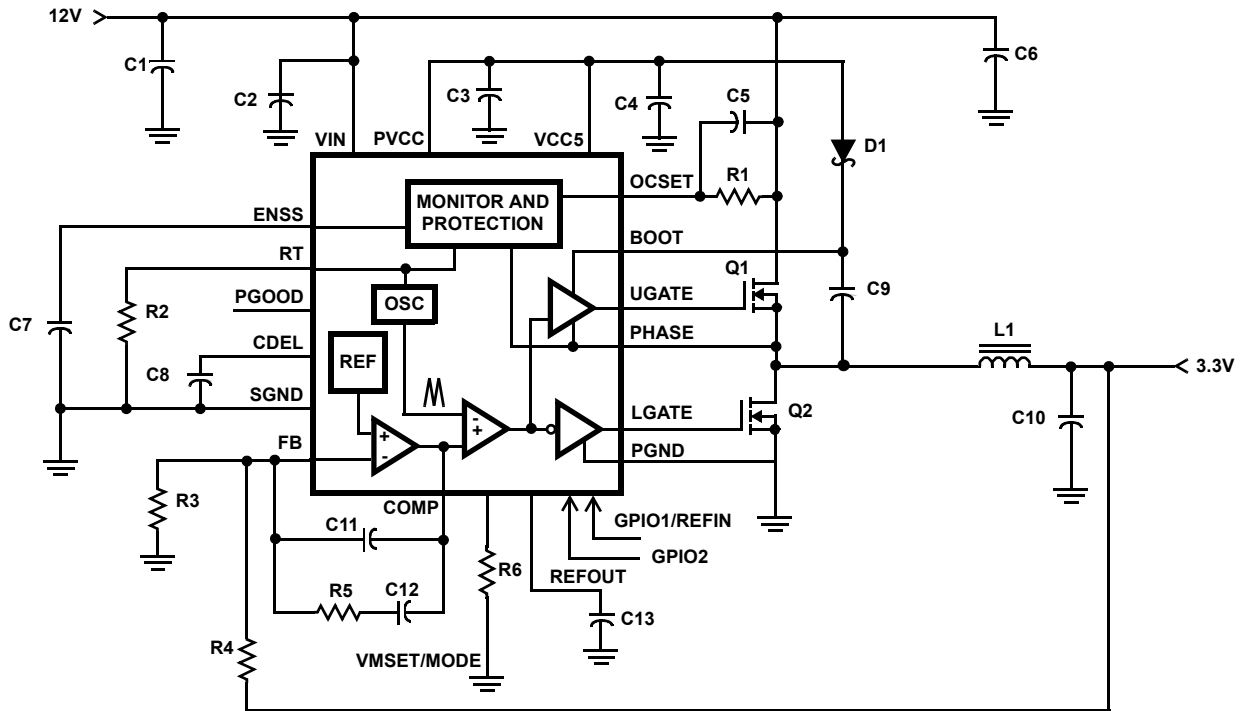 12V
C1
C2
C3
C4
C5
C6
VIN
PVCC
VCC5
D1
MONITOR AND
PROTECTION
OCSET
R1
ENSS
BOOT
RT
Q1
UGATE
C9
PGOOD
OSC
R2
C7
PHASE
L1
CDEL
REF
C8
3.3V
SGND
LGATE
Q2
C10
+
-
-
+
FB
PGND
COMP
R3
C11
GPIO1/REFIN
GPIO2
R6
REFOUT
R5
C12
C13
R4
VMSET/MODE